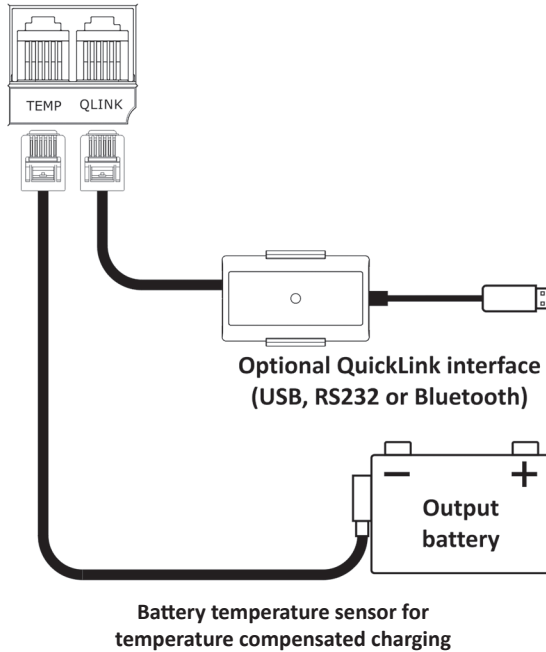 TEMP QLINK
Optional QuickLink interface
(USB, RS232 or Bluetooth)
− +
Output
battery
Battery temperature sensor for
temperature compensated charging